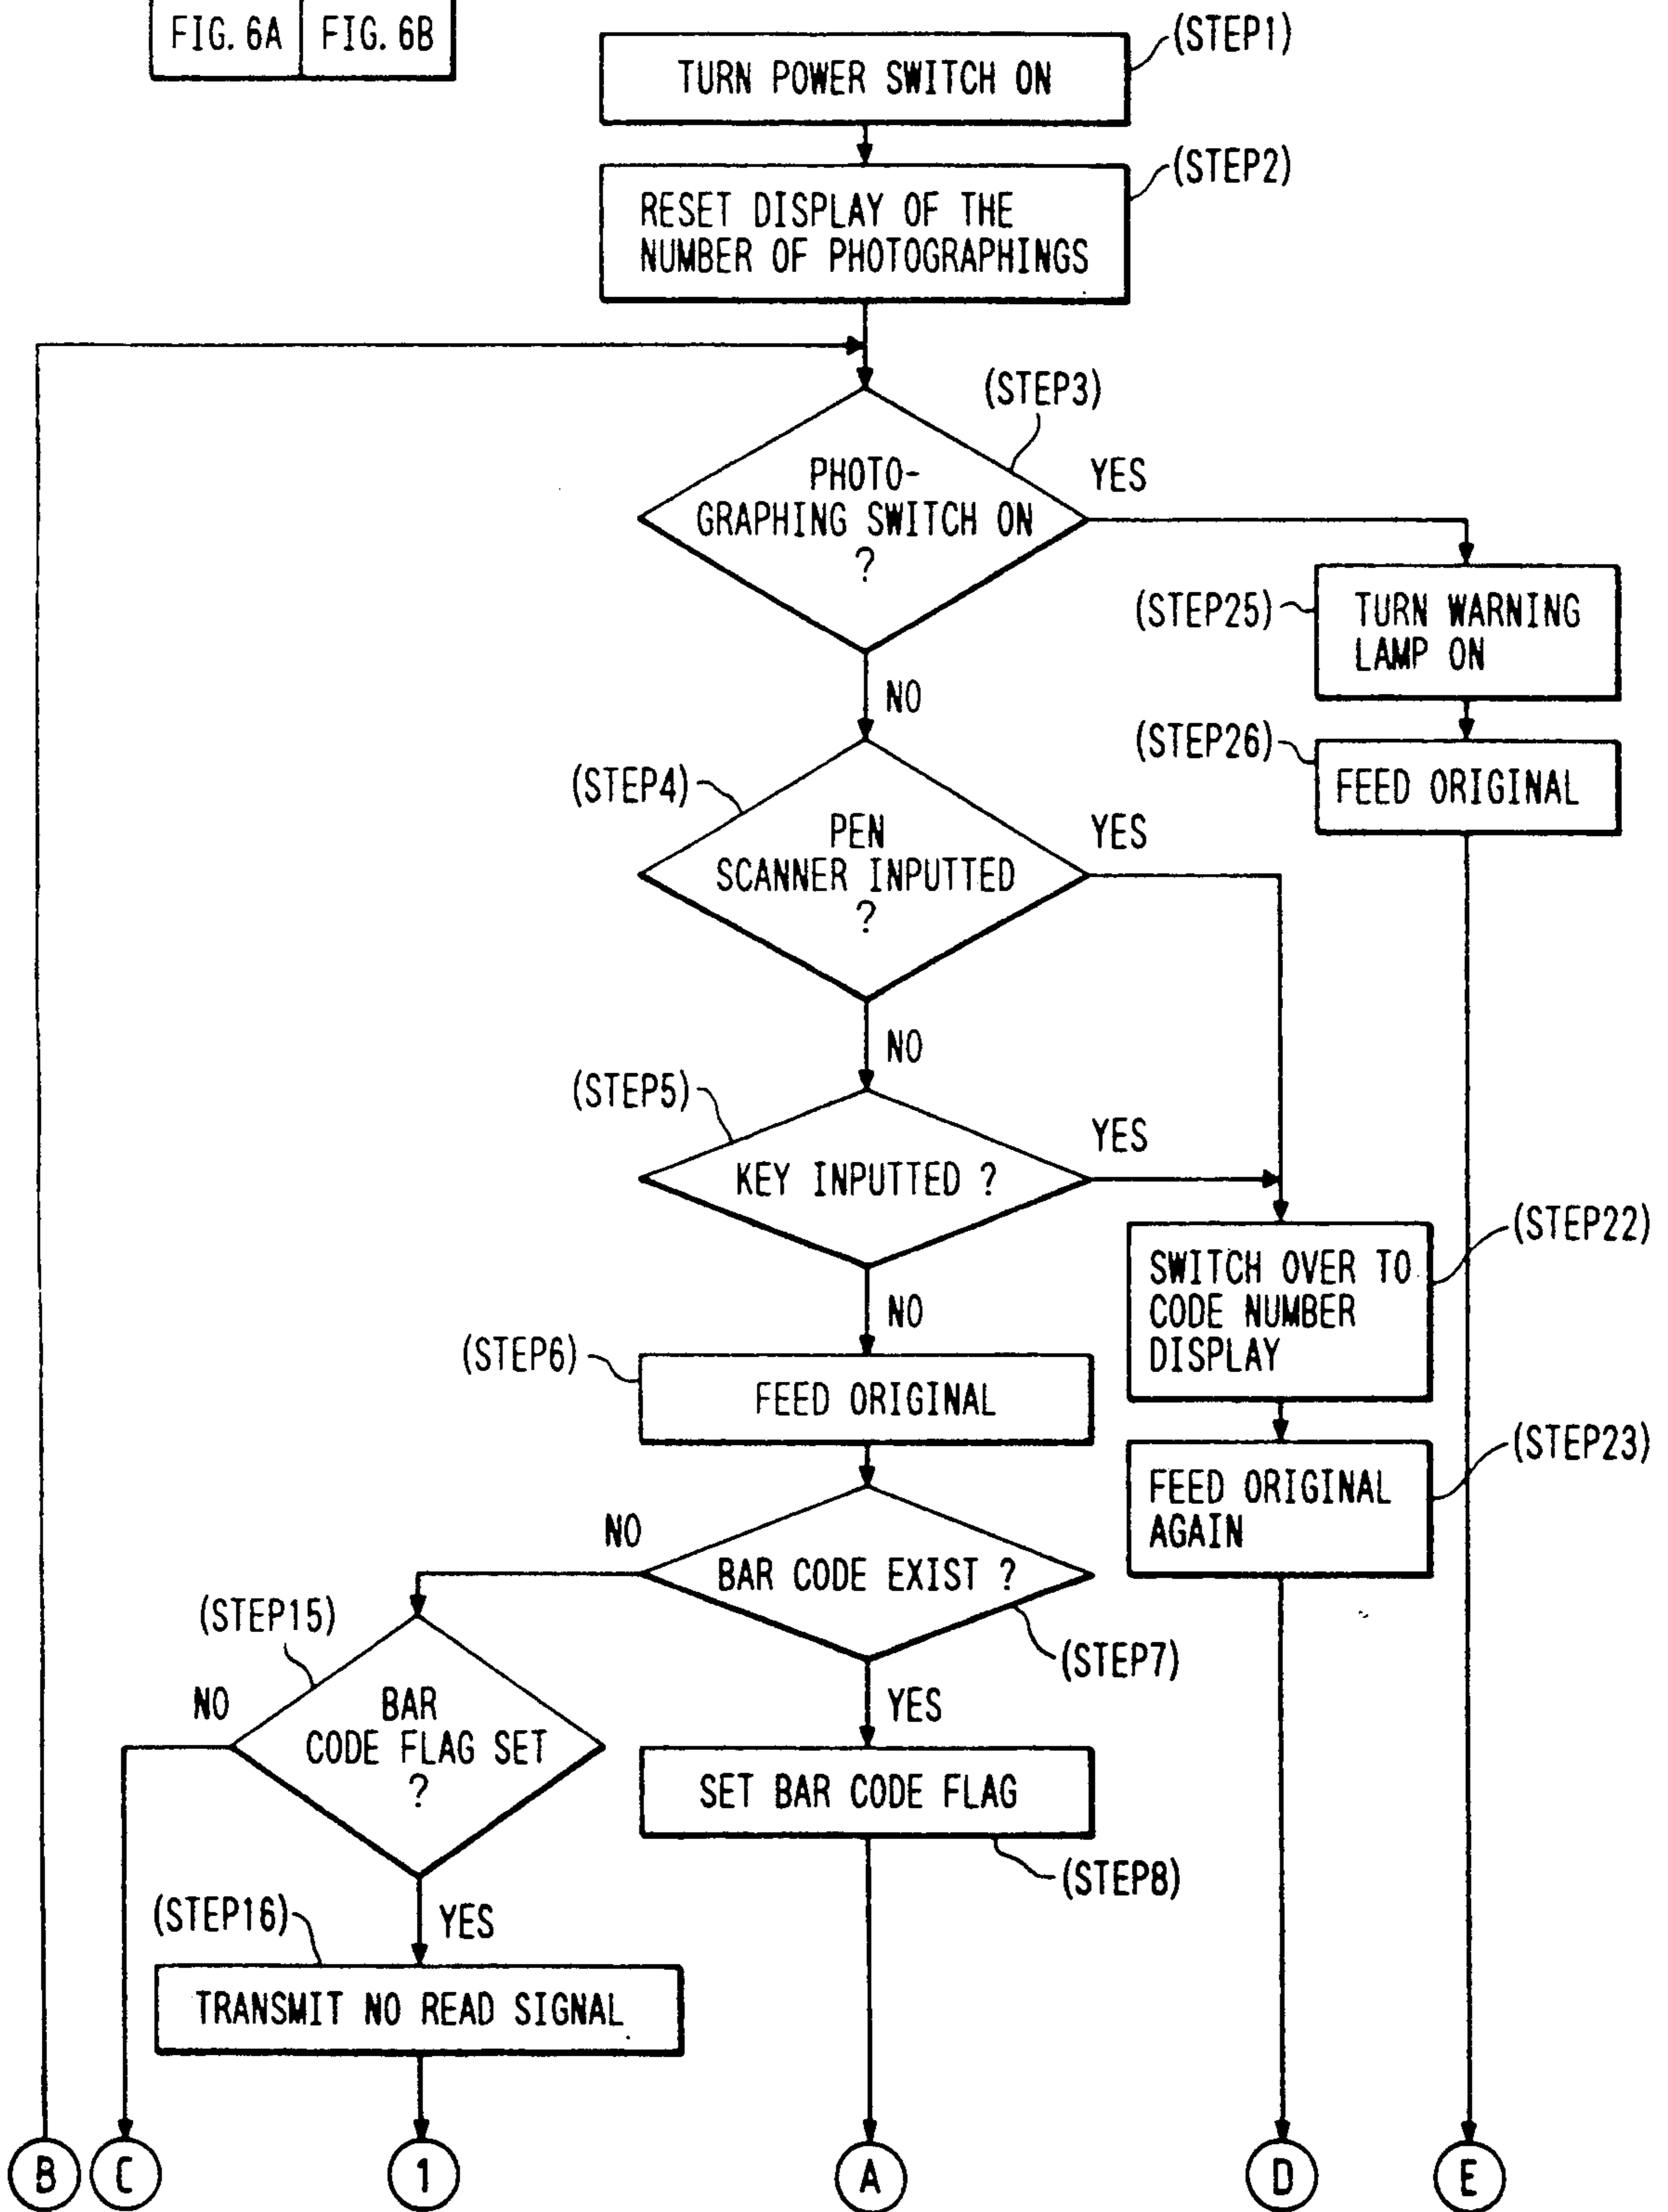 FIG. 6A FIG. 6B
(STEP1)
TURN POWER SWITCH ON
(STEP2)
RESET DISPLAY OF THE
NUMBER OF PHOTOGRAPHINGS
(STEP3)
PHOTO-
GRAPHING SWITCH ON
?
YES
NO
(STEP25)
TURN WARNING
LAMP ON
(STEP26)
FEED ORIGINAL
(STEP4)
PEN
SCANNER INPUTTED
?
YES
NO
(STEP5)
KEY INPUTTED ?
YES
NO
(STEP22)
SWITCH OVER TO
CODE NUMBER
DISPLAY
(STEP6)
FEED ORIGINAL
(STEP23)
FEED ORIGINAL
AGAIN
NO
BAR CODE EXIST ?
(STEP7)
YES
(STEP15)
NO
BAR
CODE FLAG SET
?
YES
SET BAR CODE FLAG
(STEP8)
(STEP16)
TRANSMIT NO READ SIGNAL
B C 1 A D E